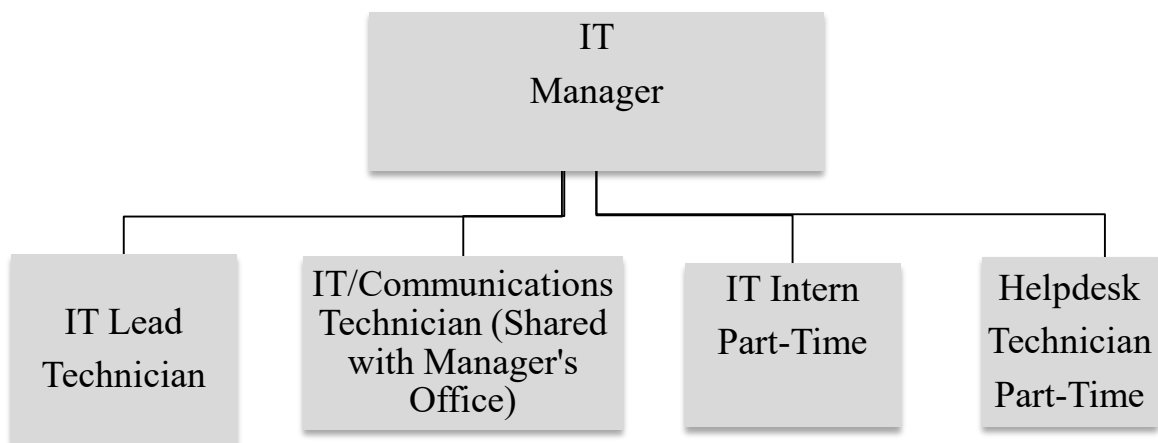 IT
Manager
IT Lead
Technician
IT/Communications
Technician (Shared
with Manager's
Office)
IT Intern
Part-Time
Helpdesk
Technician
Part-Time